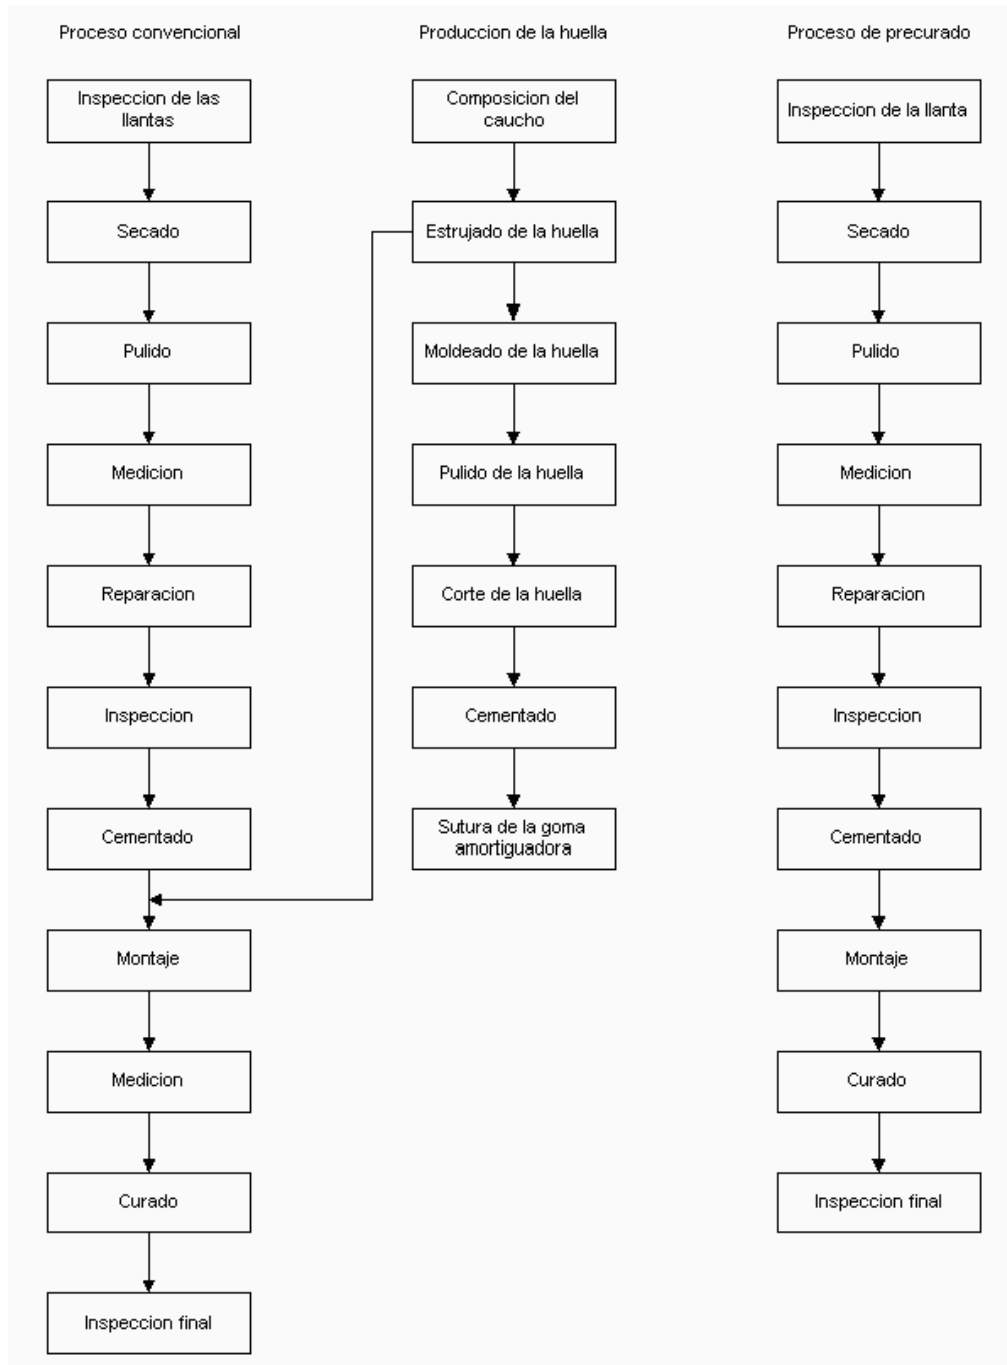 Proceso convencional
Inspeccion de las
llantas
Secado
Pulido
Medicion
Reparacion
Inspeccion
Cementado
Montaje
Medicion
Curado
Inspeccion final
Produccion de la huella
Composicion del
caucho
Estrujado de la huella
Moldeado de la huella
Pulido de la huella
Corte de la huella
Cementado
Sutura de la goma
amortiguadora
Proceso de precurado
Inspeccion de la llanta
Secado
Pulido
Medicion
Reparacion
Inspeccion
Cementado
Montaje
Curado
Inspeccion final